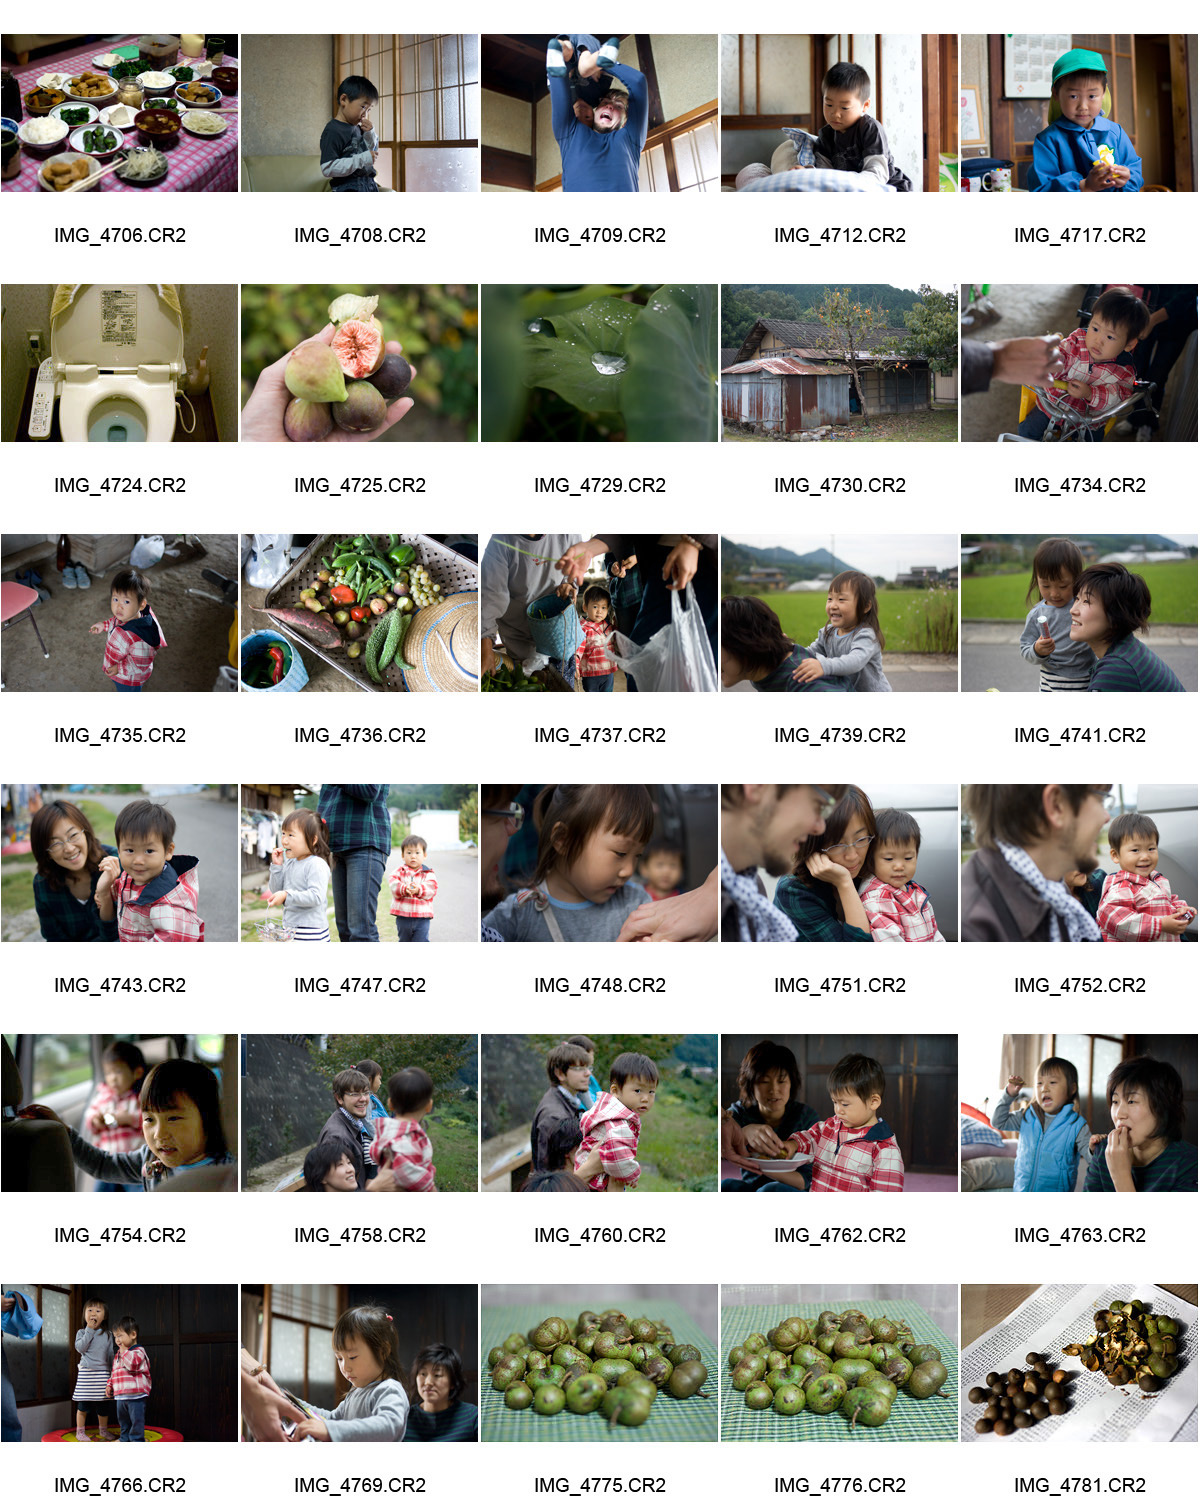 IMG_4706.CR2 IMG_4708.CR2 IMG_4709.CR2 IMG_4712.CR2 IMG_4717.CR2
IMG_4724.CR2 IMG_4725.CR2 IMG_4729.CR2 IMG_4730.CR2 IMG_4734.CR2
IMG_4735.CR2 IMG_4736.CR2 IMG_4737.CR2 IMG_4739.CR2 IMG_4741.CR2
IMG_4743.CR2 IMG_4747.CR2 IMG_4748.CR2 IMG_4751.CR2 IMG_4752.CR2
IMG_4754.CR2 IMG_4758.CR2 IMG_4760.CR2 IMG_4762.CR2 IMG_4763.CR2
IMG_4766.CR2 IMG_4769.CR2 IMG_4775.CR2 IMG_4776.CR2 IMG_4781.CR2